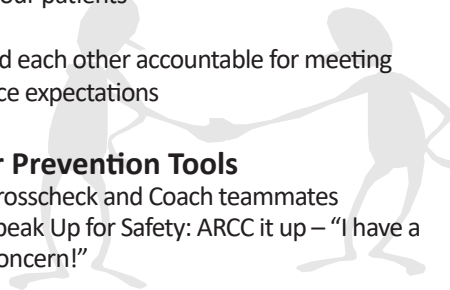 our patients
d each other accountable for meeting
ce expectations
r Prevention Tools
rosscheck and Coach teammates
peak Up for Safety: ARCC it up – “I have a
oncern!”